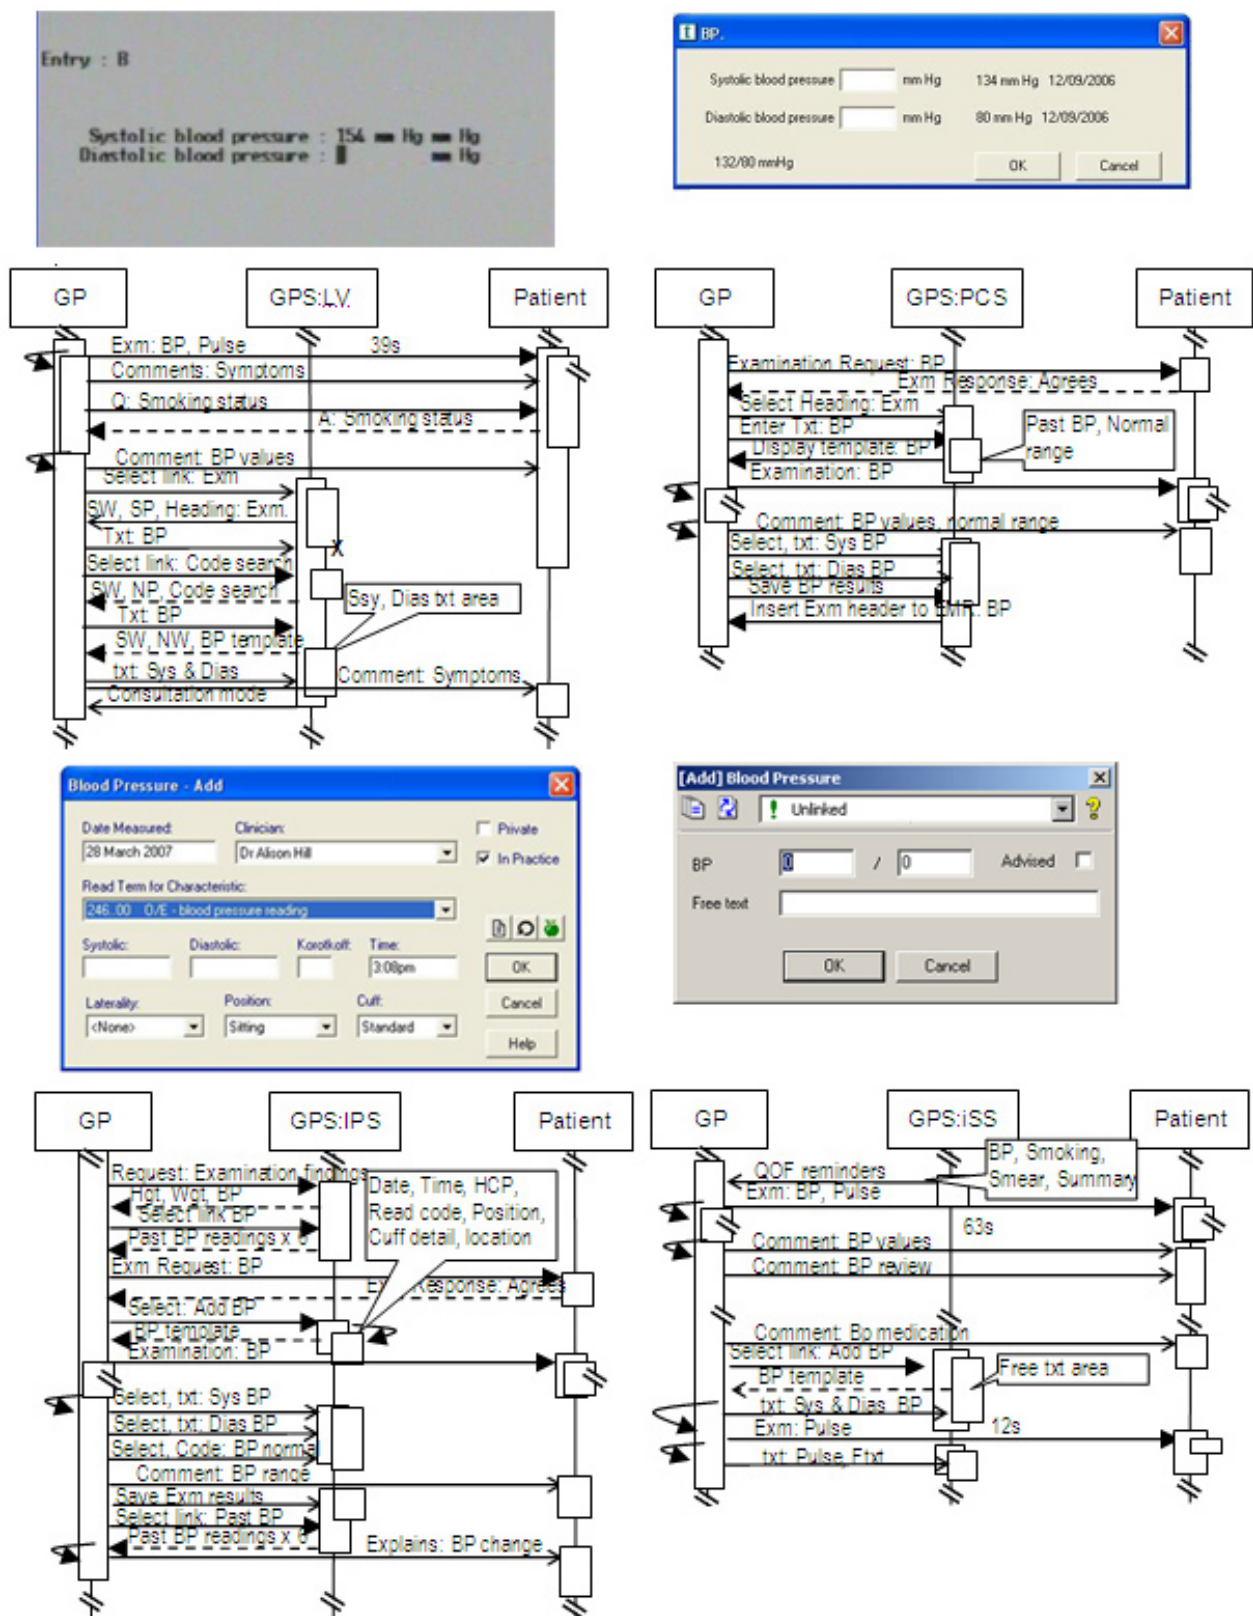 Entry : B
Systolic blood pressure : 154 mm Hg mm Hg
Diastolic blood pressure : mm Hg
BP.
Systolic blood pressure mm Hg 134 mm Hg 12/09/2006
Diastolic blood pressure mm Hg 80 mm Hg 12/09/2006
132/80 mmHg OK Cancel
GP GPS:LV Patient
Exm: BP, Pulse 39s
Comments: Symptoms
Q: Smoking status
A: Smoking status
Comment: BP values
Select link: Exm
SW, SP, Heading: Exm.
Txt: BP
X
Select link: Code search
SW, NP, Code search
Ssy, Dias txt area
Txt: BP
SW, NW, BP template
txt: Sys & Dias
Comment: Symptoms
Consultation mode
GP GPS:PCS Patient
Examination Request: BP
Exm Response: Agrees
Select Heading: Exm
Enter Txt: BP
Past BP, Normal
range
Display template: BP
Examination: BP
Comment: BP values, normal range
Select, txt: Sys BP
Select, txt: Dias BP
Save BP results
Insert Exm header to EMR: BP
Blood Pressure - Add
Date Measured: Clinician: Private
28 March 2007 Dr Alison Hill In Practice
Read Term for Characteristic:
246..00 O/E - blood pressure reading
Systolic: Diastolic: Korotkoff: Time:
3:08pm OK
Laterality: Position: Cuff: Cancel
<None> Sitting Standard
Help
[Add] Blood Pressure
! Unlinked ?
BP 0 / 0 Advised
Free text
OK Cancel
GP GPS:IPS Patient
Request: Examination findings
Hgt, Wgt, BP
Select link BP
Past BP readings x 6
Date, Time, HCP,
Read code, Position,
Cuff detail, location
Exm Request: BP
Response: Agrees
Select: Add BP
BP template
Examination: BP
Select, txt: Sys BP
Select, txt: Dias BP
Select, Code: BP normal
Comment: BP range
Save Exm results
Select link: Past BP
Past BP readings x 6
Explains: BP change
GP GPS:iSS Patient
QOF reminders
BP, Smoking,
Smear, Summary
Exm: BP, Pulse
63s
Comment: BP values
Comment: BP review
Comment: Bp medication
Select link: Add BP
BP template
Free txt area
txt: Sys & Dias BP
Exm: Pulse 12s
txt: Pulse, Ftxt